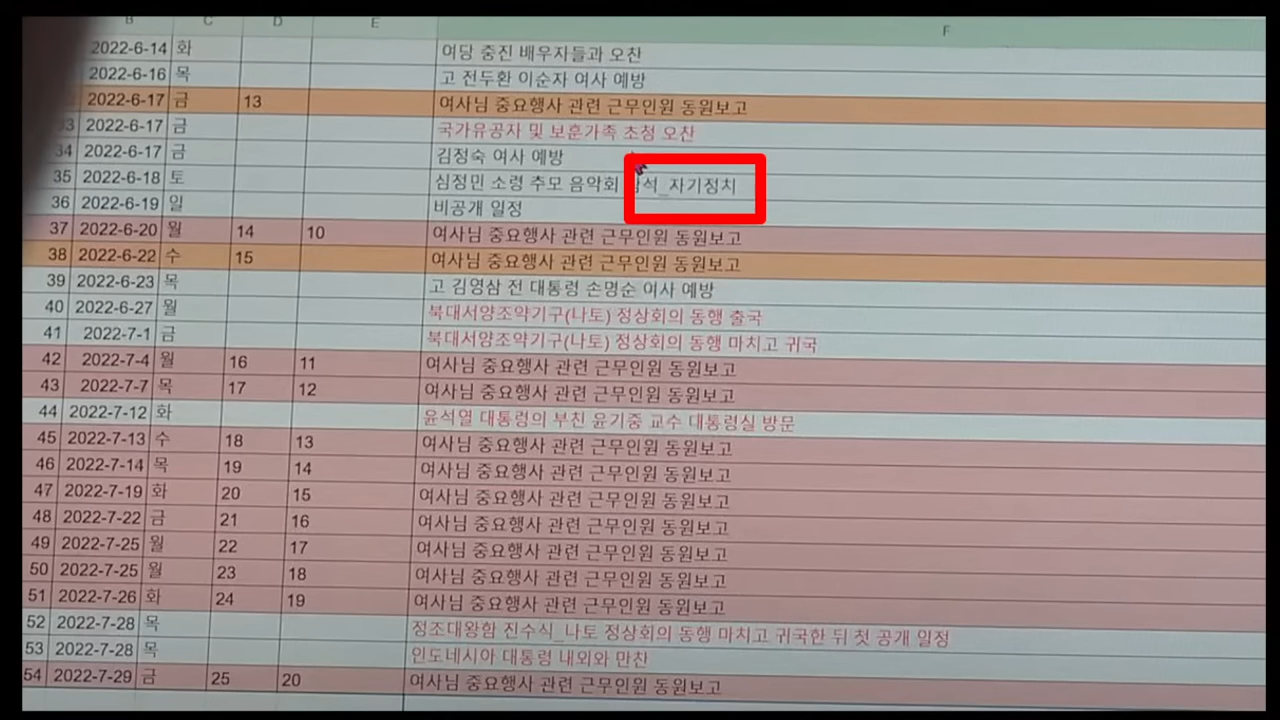 B C D E F
2022-6-14 화 여당 중진 배우자들과 오찬
2022-6-16 목 고 전두환 이순자 여사 예방
2022-6-17 금 13 여사님 중요행사 관련 근무인원 동원보고
33 2022-6-17 금 국가유공자 및 보훈가족 초청 오찬
34 2022-6-17 금 김정숙 여사 예방
35 2022-6-18 토 심정민 소령 추모 음악회 참석_자기정치
36 2022-6-19 일 비공개 일정
37 2022-6-20 월 14 10 여사님 중요행사 관련 근무인원 동원보고
38 2022-6-22 수 15 여사님 중요행사 관련 근무인원 동원보고
39 2022-6-23 목 고 김영삼 전 대통령 손명순 여사 예방
40 2022-6-27 월 북대서양조약기구(나토) 정상회의 동행 출국
41 2022-7-1 금 북대서양조약기구(나토) 정상회의 동행 마치고 귀국
42 2022-7-4 월 16 11 여사님 중요행사 관련 근무인원 동원보고
43 2022-7-7 목 17 12 여사님 중요행사 관련 근무인원 동원보고
44 2022-7-12 화 윤석열 대통령의 부친 윤기중 교수 대통령실 방문
45 2022-7-13 수 18 13 여사님 중요행사 관련 근무인원 동원보고
46 2022-7-14 목 19 14 여사님 중요행사 관련 근무인원 동원보고
47 2022-7-19 화 20 15 여사님 중요행사 관련 근무인원 동원보고
48 2022-7-22 금 21 16 여사님 중요행사 관련 근무인원 동원보고
49 2022-7-25 월 22 17 여사님 중요행사 관련 근무인원 동원보고
50 2022-7-25 월 23 18 여사님 중요행사 관련 근무인원 동원보고
51 2022-7-26 화 24 19 여사님 중요행사 관련 근무인원 동원보고
52 2022-7-28 목 정조대왕함 진수식_나토 정상회의 동행 마치고 귀국한 뒤 첫 공개 일정
53 2022-7-28 목 인도네시아 대통령 내외와 만찬
54 2022-7-29 금 25 20 여사님 중요행사 관련 근무인원 동원보고